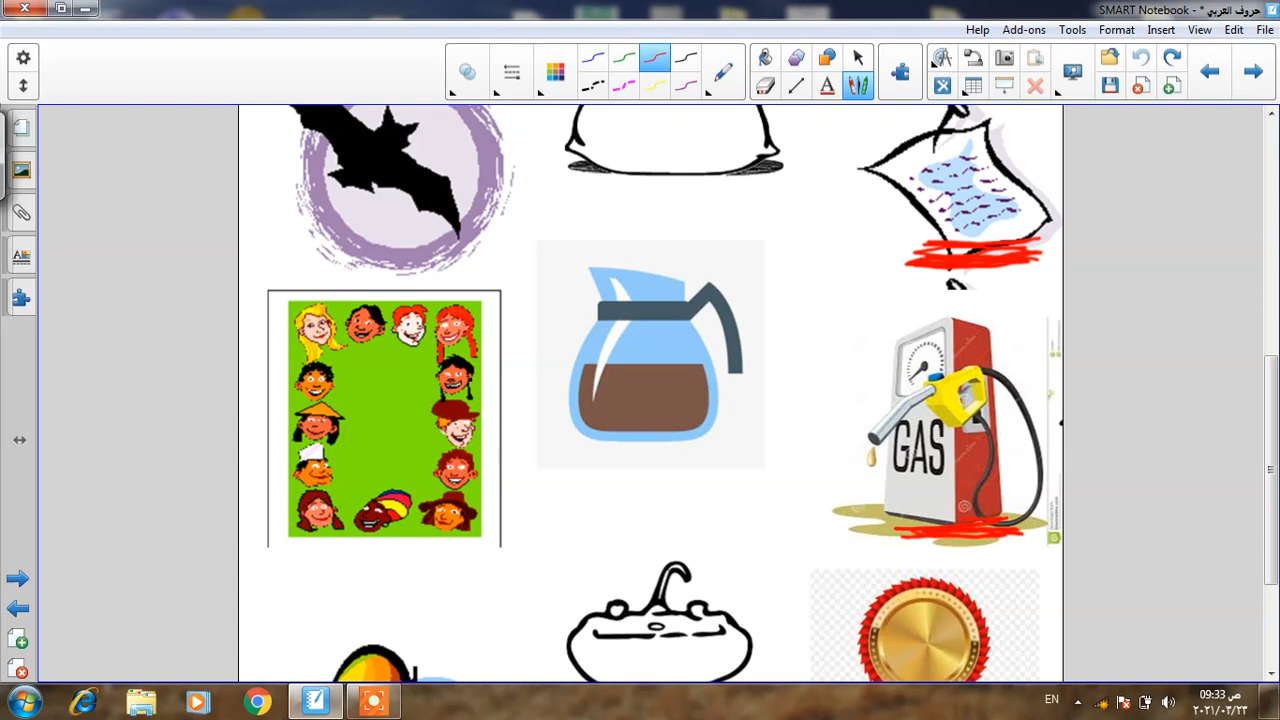 SMART Notebook - * حروف العربي
Help Add-ons Tools Format Insert View Edit File
GAS
EN
09:33 ص
٢٠٢١/٠٣/٢٣